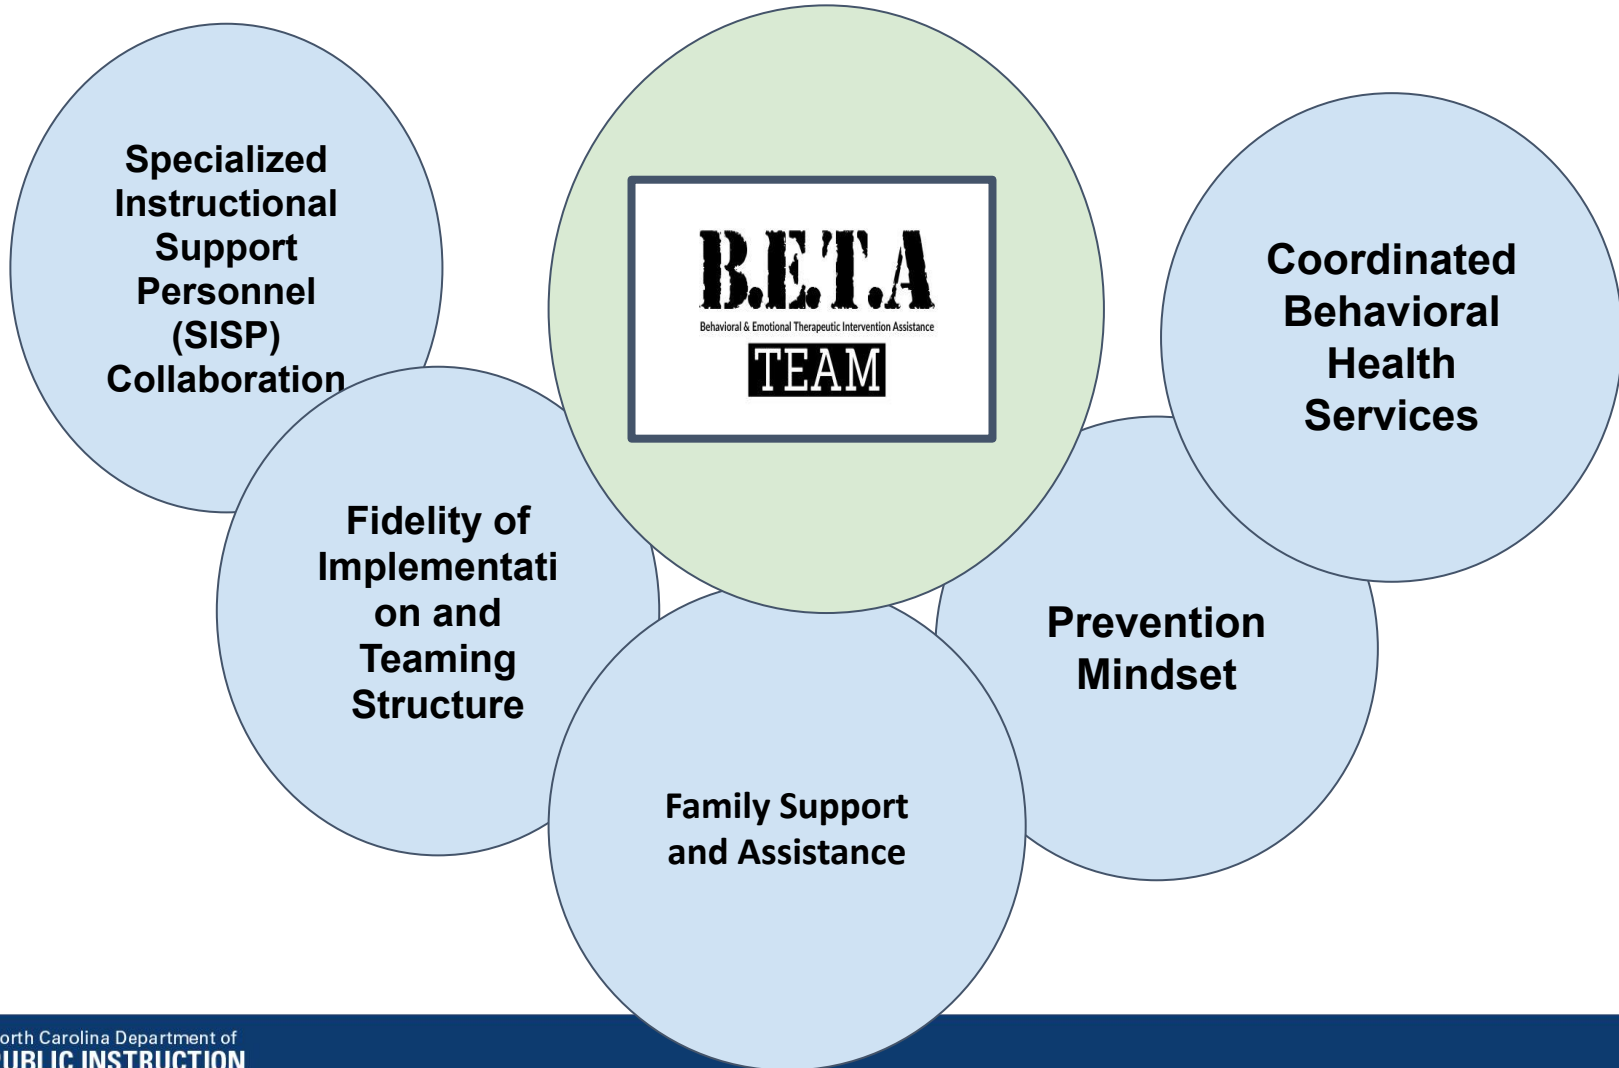 Specialized
Instructional
Support
Personnel
(SISP)
Collaboration
B.E.T.A
Behavioral & Emotional Therapeutic Intervention Assistance
TEAM
Coordinated
Behavioral
Health
Services
Fidelity of
Implementati
on and
Teaming
Structure
Prevention
Mindset
Family Support
and Assistance
orth Carolina Department of
PUBLIC INSTRUCTION